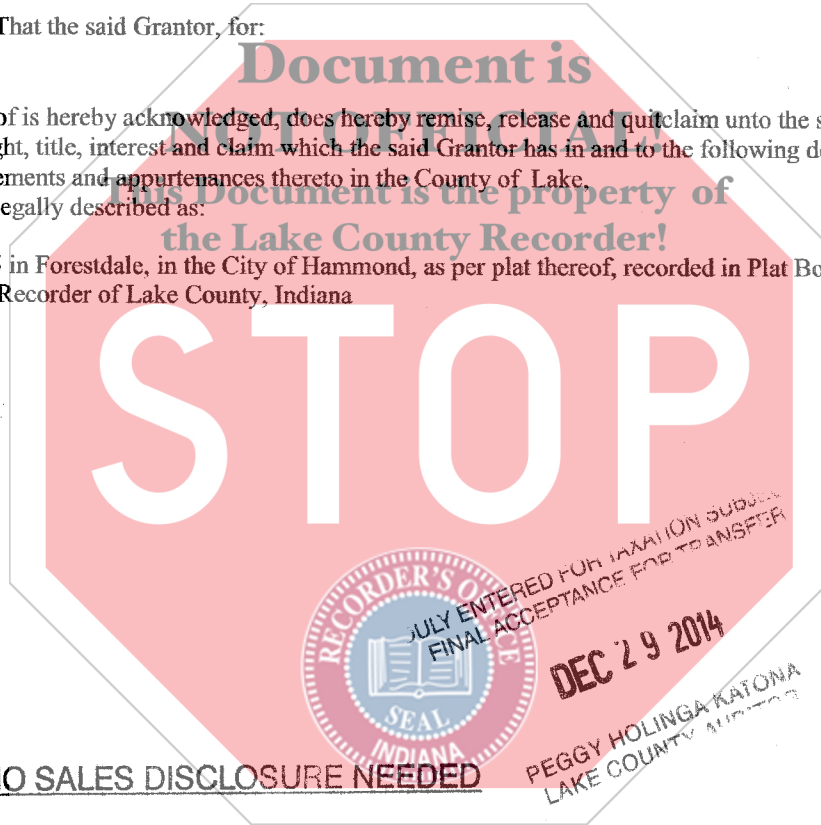 That the said Grantor, for:
Document is
of is hereby acknowledged, does hereby remise, release and quitclaim unto the s
NOT OFFICIAL!
ght, title, interest and claim which the said Grantor has in and to the following d
ements and appurtenances thereto in the County of Lake,
This Document is the property of
egally described as:
the Lake County Recorder!
in Forestdale, in the City of Hammond, as per plat thereof, recorded in Plat Bo
Recorder of Lake County, Indiana
STOP
ULY ENTERED FOR TAXATION SUBJE
FINAL ACCEPTANCE FOR TRANSFER
DEC 29 2014
RECORDER'S OFFICE
SEAL
INDIANA
PEGGY HOLINGA KATONA
LAKE COUNTY AUDITOR
O SALES DISCLOSURE NEEDED